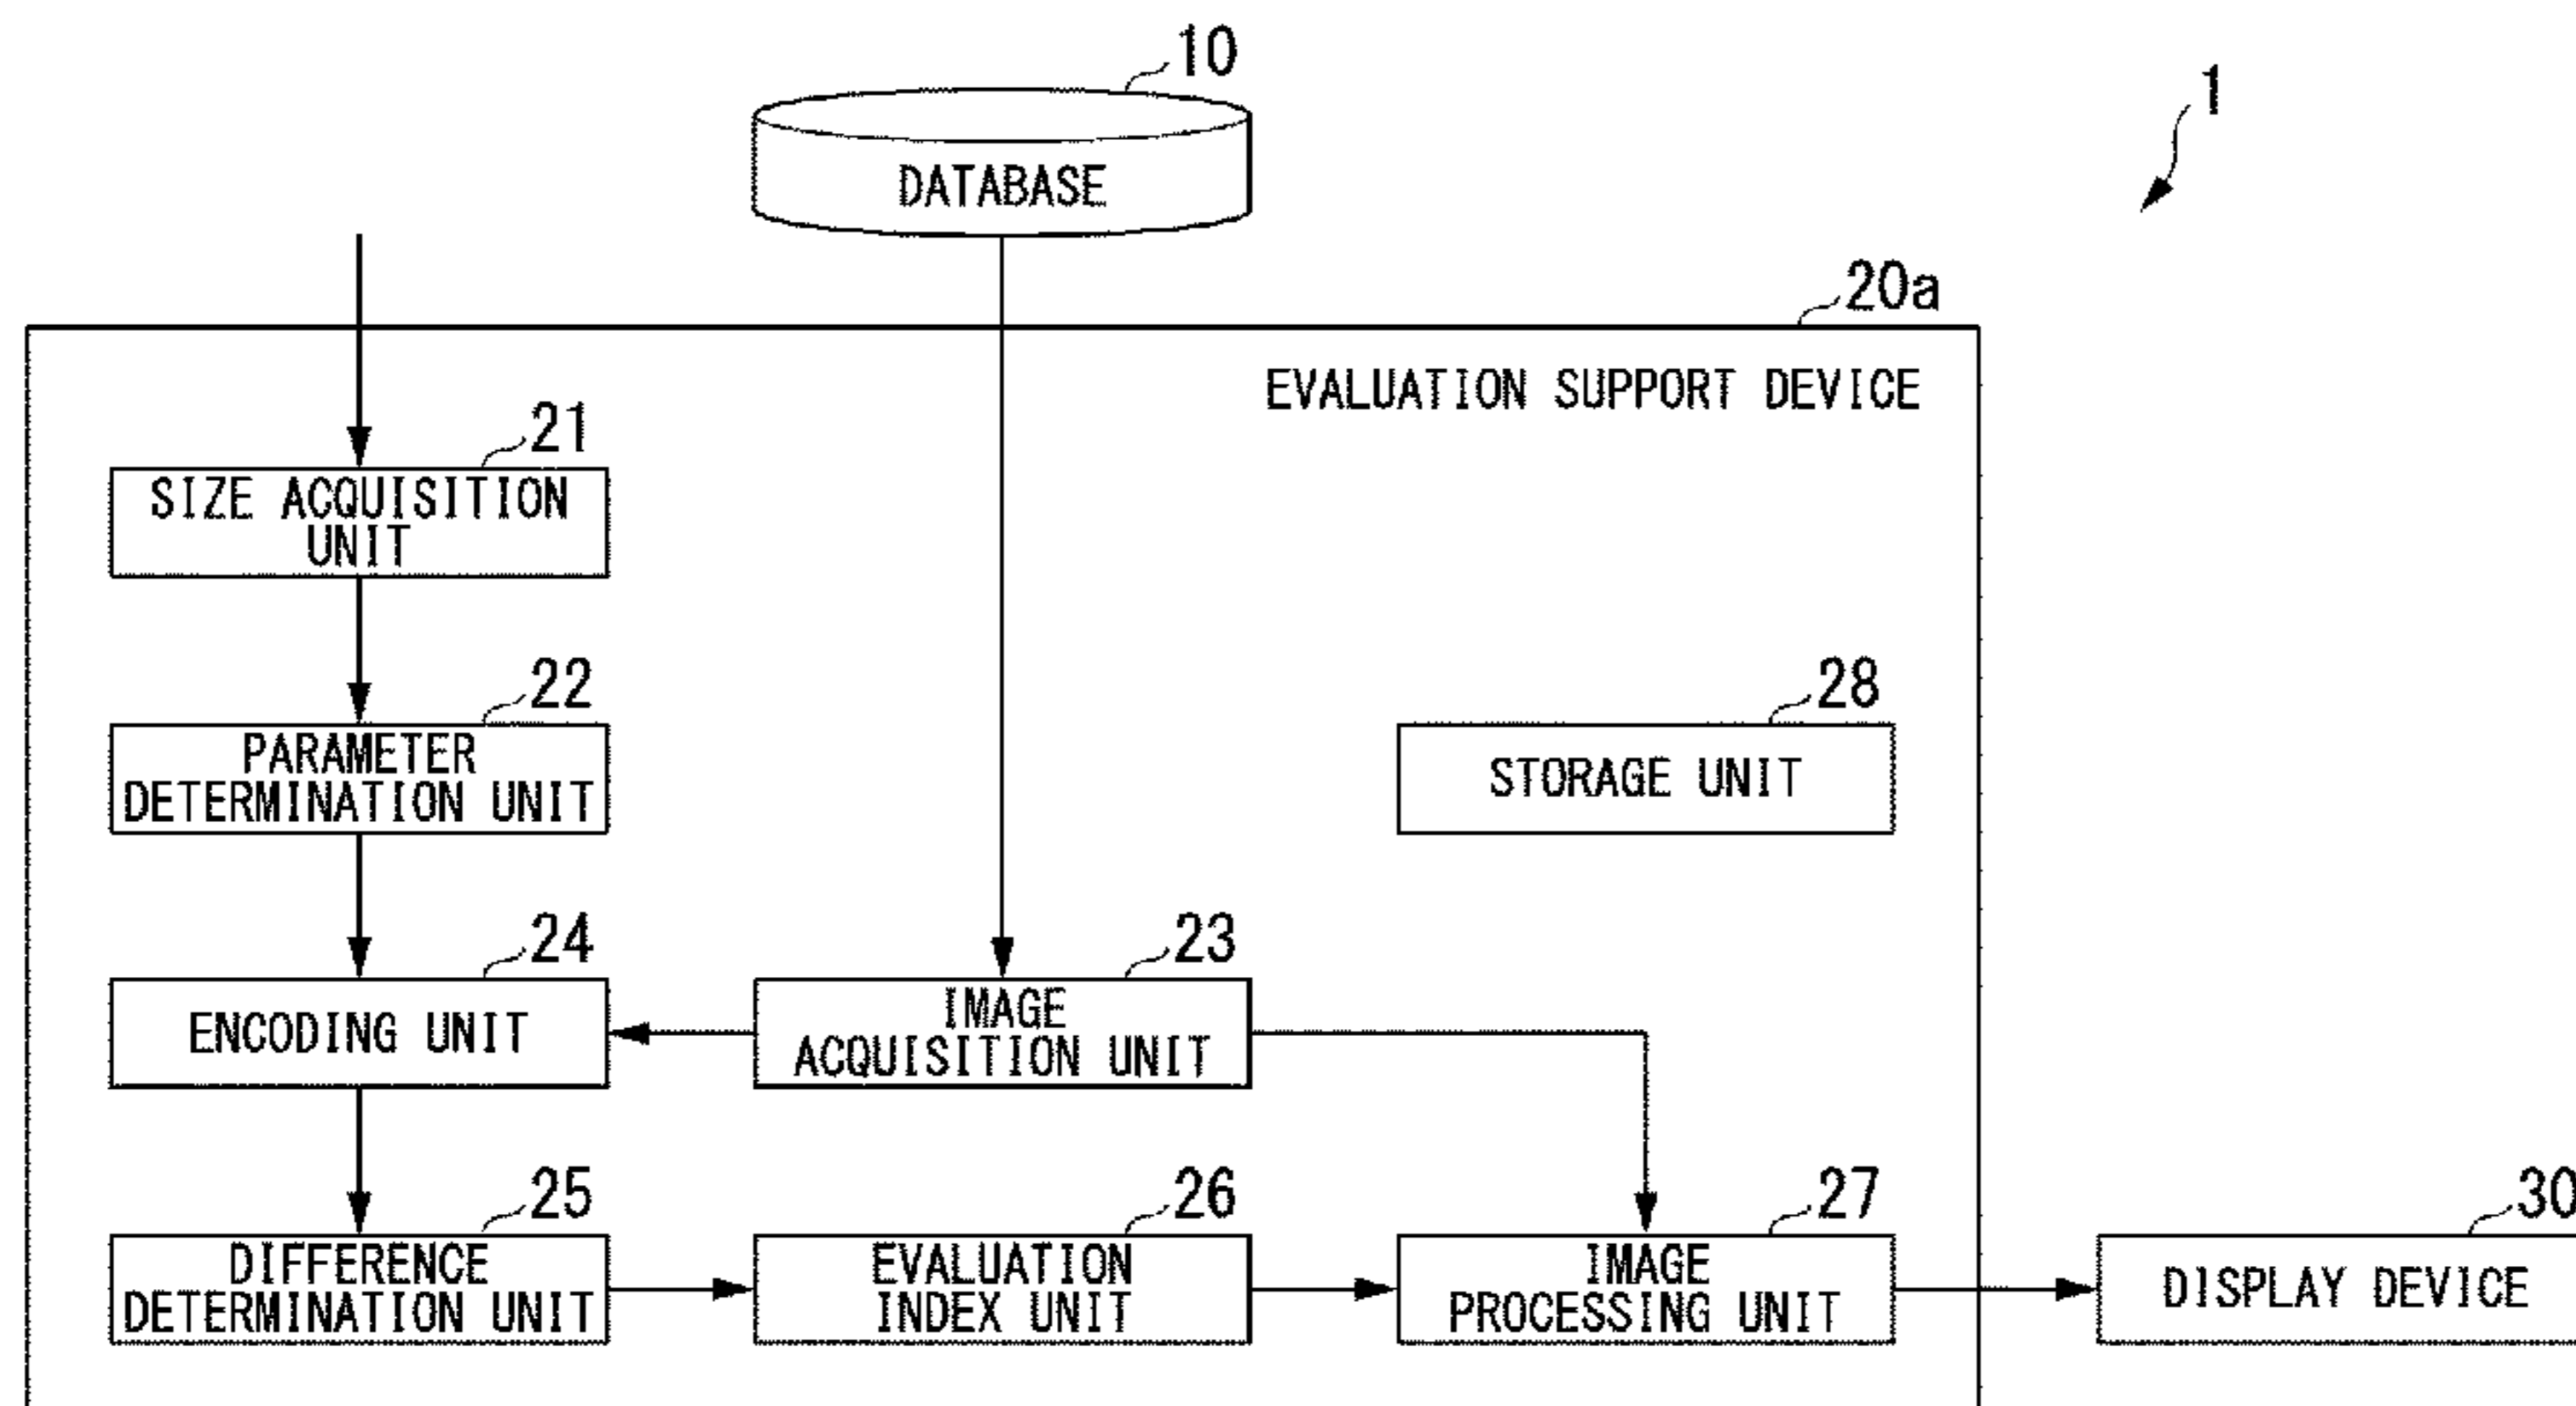 10
1
DATABASE
20a
EVALUATION SUPPORT DEVICE
21
SIZE ACQUISITION
UNIT
22
PARAMETER
DETERMINATION UNIT
28
STORAGE UNIT
24
ENCODING UNIT
23
IMAGE
ACQUISITION UNIT
25
DIFFERENCE
DETERMINATION UNIT
26
EVALUATION
INDEX UNIT
27
IMAGE
PROCESSING UNIT
30
DISPLAY DEVICE